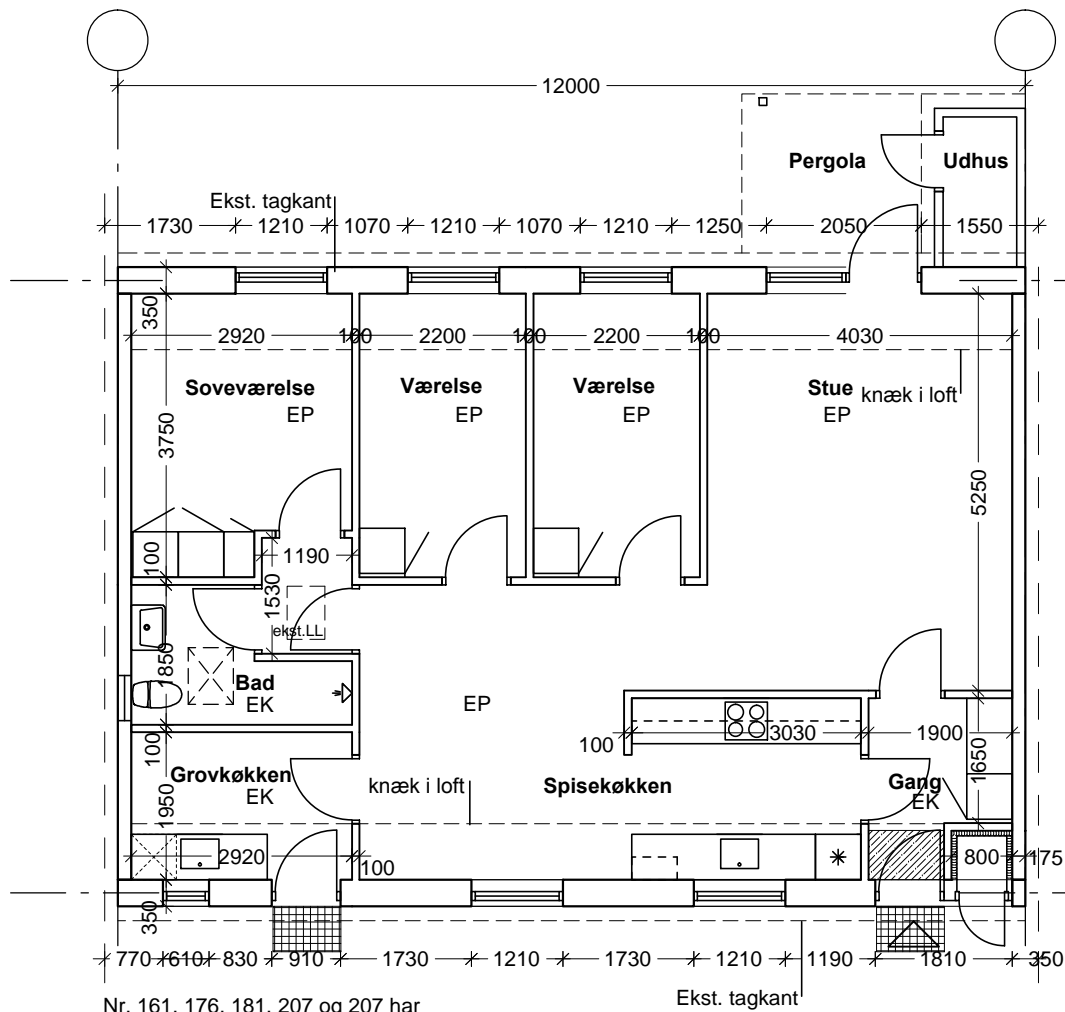 12000
Pergola
Udhus
Ekst. tagkant
1730
1210
1070
1210
1070
1210
1250
2050
1550
350
2920
100
2200
100
2200
100
4030
Soveværelse
EP
Værelse
EP
Værelse
EP
Stue
EP
knæk i loft
3750
5250
100
1190
1530
ekst.LL
1850
Bad
EK
EP
100
3030
1900
100
1650
Grovkøkken
EK
knæk i loft
Spisekøkken
Gang
EK
1950
2920
100
800
175
350
770
610
830
910
1730
1210
1730
1210
1190
1810
350
Ekst. tagkant
Nr. 161, 176, 181, 207 og 207 har